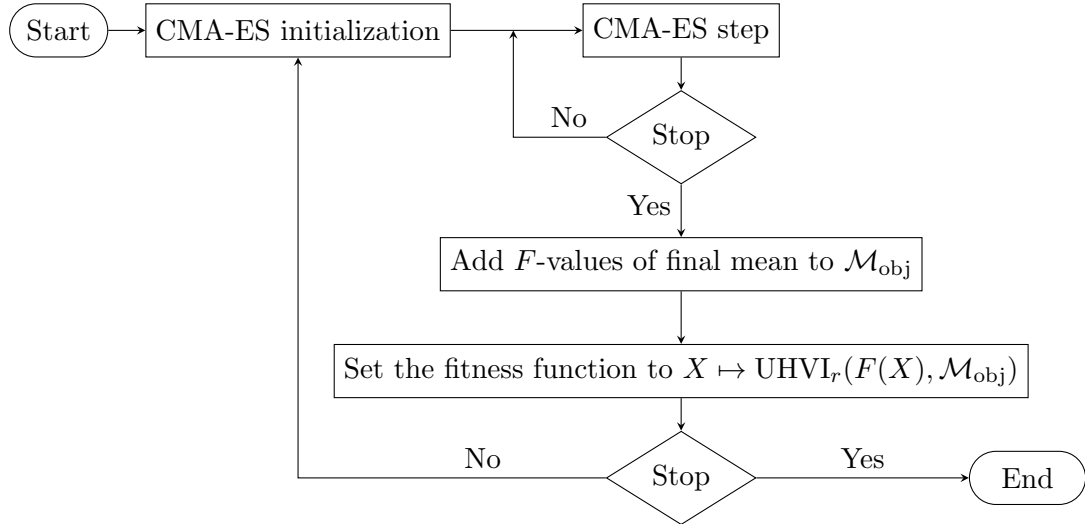 Start
CMA-ES initialization
CMA-ES step
No
Stop
Yes
Add F-values of final mean to ℳ_obj
Set the fitness function to X ↦ UHVI_r(F(X), ℳ_obj)
No
Stop
Yes
End